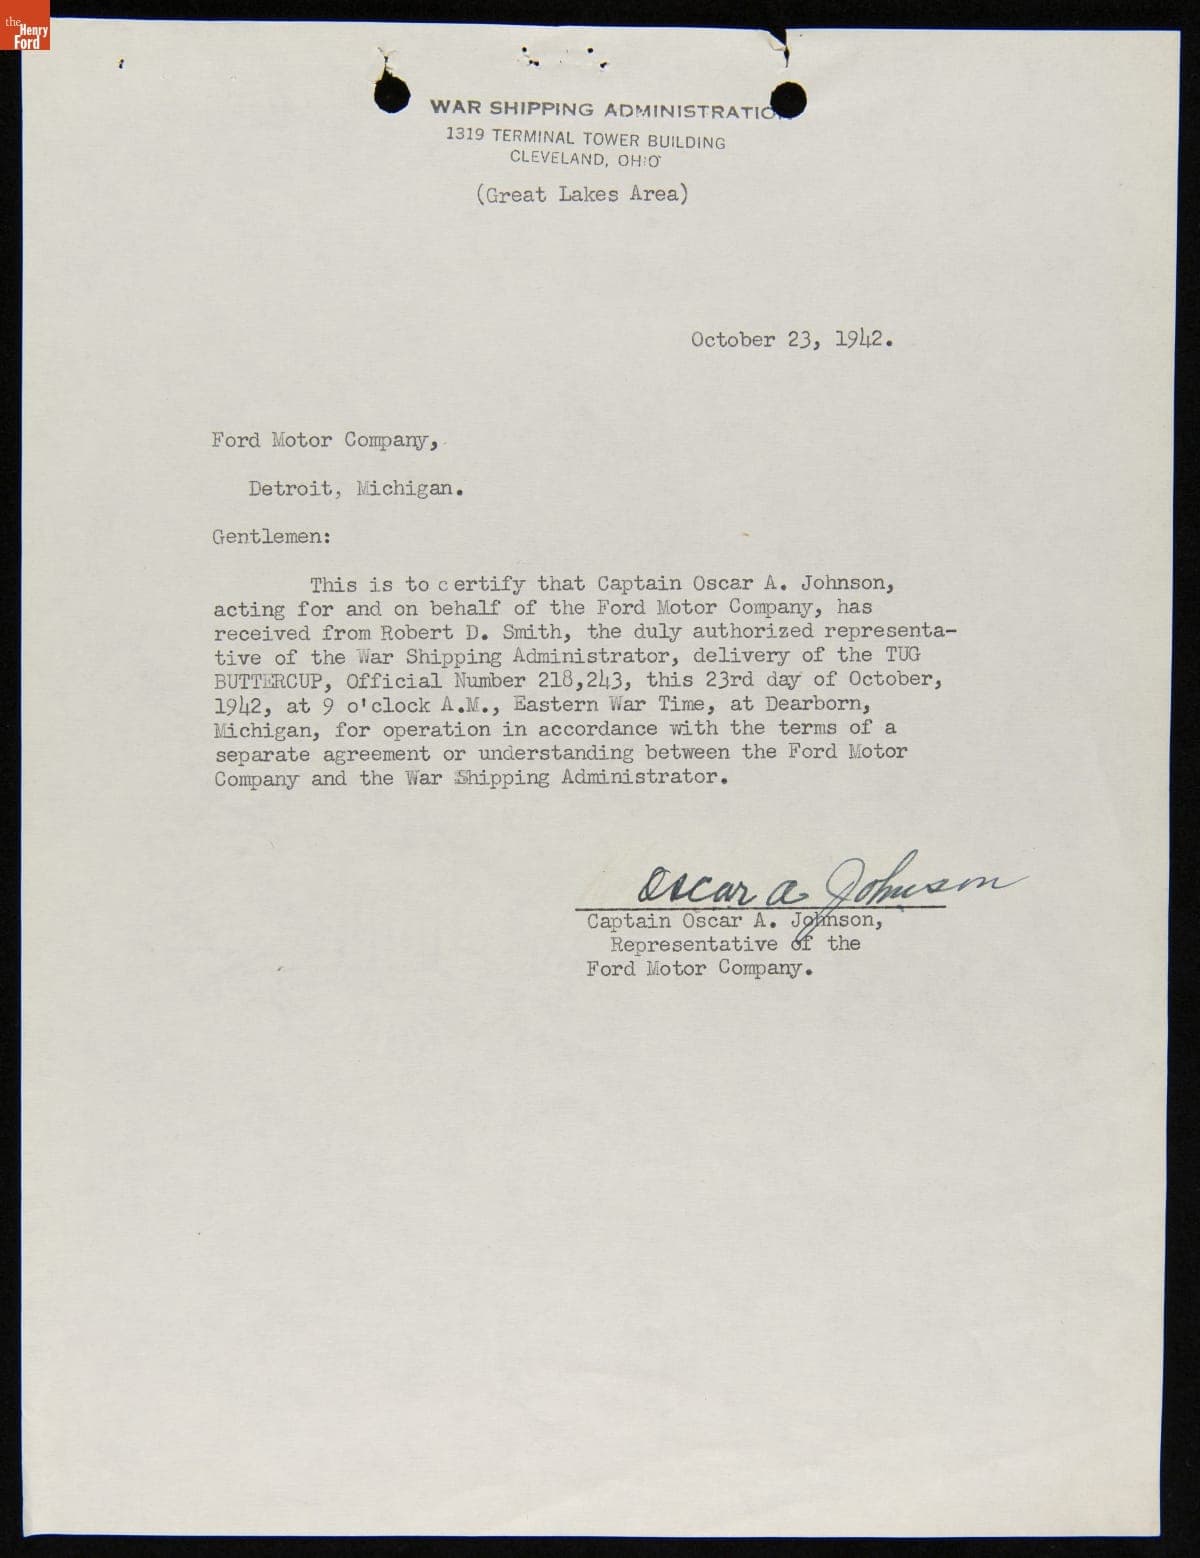 the
Henry
Ford
WAR SHIPPING ADMINISTRATION
1319 TERMINAL TOWER BUILDING
CLEVELAND, OHIO
(Great Lakes Area)
October 23, 1942.
Ford Motor Company,
Detroit, Michigan.
Gentlemen:
This is to certify that Captain Oscar A. Johnson,
acting for and on behalf of the Ford Motor Company, has
received from Robert D. Smith, the duly authorized representa-
tive of the War Shipping Administrator, delivery of the TUG
BUTTERCUP, Official Number 218,243, this 23rd day of October,
1942, at 9 o'clock A.M., Eastern War Time, at Dearborn,
Michigan, for operation in accordance with the terms of a
separate agreement or understanding between the Ford Motor
Company and the War Shipping Administrator.
Oscar A Johnson
Captain Oscar A. Johnson,
Representative of the
Ford Motor Company.